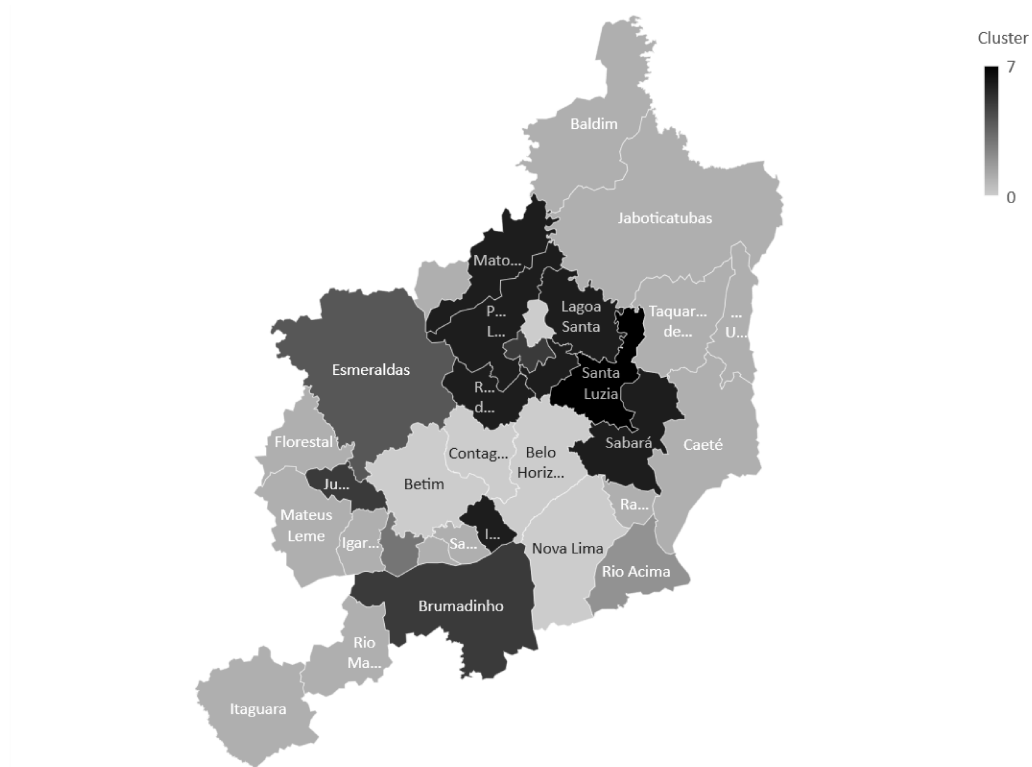 Cluster
7
0
Baldim
Jaboticatubas
Mato...
P...
L...
Lagoa
Santa
Taquar...
de...
...
U...
Esmeraldas
R...
d...
Santa
Luzia
Florestal
Contag...
Belo
Horiz...
Sabará
Caeté
Ju...
Betim
Mateus
Leme
Igar...
Sa...
I...
Ra...
Nova Lima
Rio Acima
Brumadinho
Rio
Ma...
Itaguara